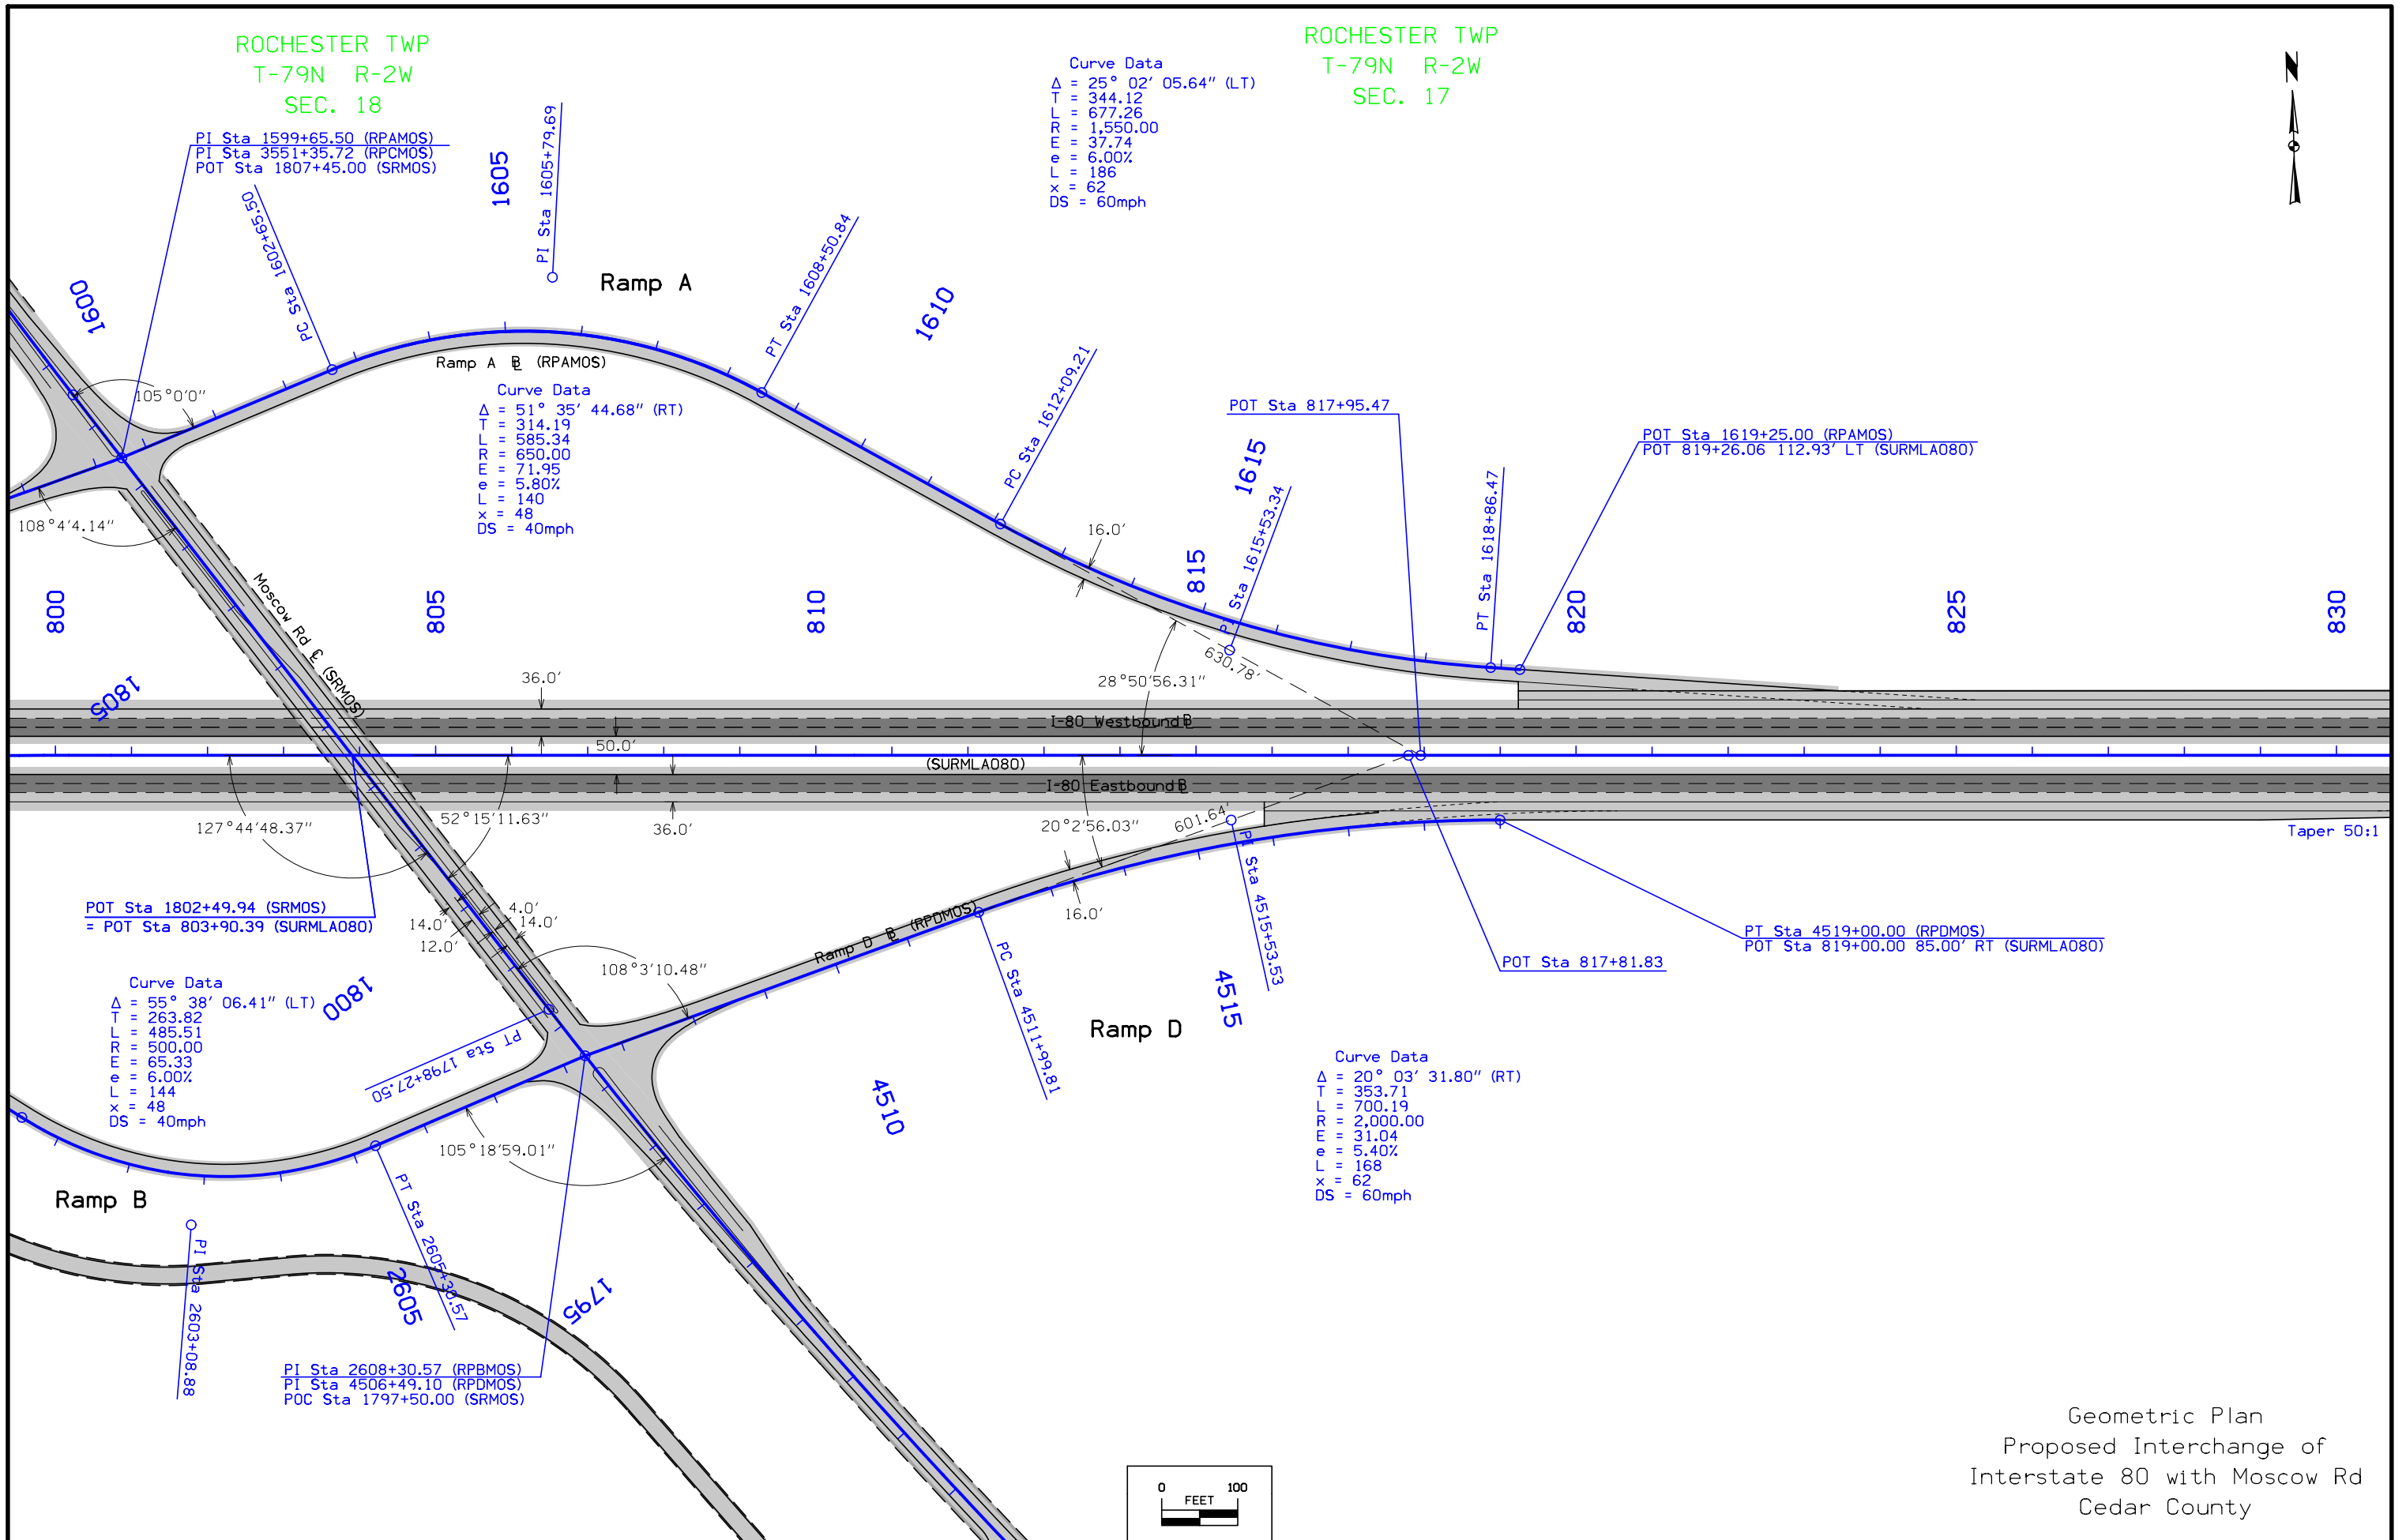 ROCHESTER TWP
T-79N R-2W
SEC. 18
ROCHESTER TWP
T-79N R-2W
SEC. 17
N
Curve Data
Δ = 25° 02' 05.64" (LT)
T = 344.12
L = 677.26
R = 1,550.00
E = 37.74
e = 6.00%
L = 186
x = 62
DS = 60mph
PI Sta 1599+65.50 (RPAMOS)
PI Sta 3551+35.72 (RPCMOS)
POT Sta 1807+45.00 (SRMOS)
PC Sta 1602+65.50
1605
PI Sta 1605+79.69
Ramp A
PT Sta 1608+50.84
1610
1600
Ramp A BL (RPAMOS)
Curve Data
Δ = 51° 35' 44.68" (RT)
T = 314.19
L = 585.34
R = 650.00
E = 71.95
e = 5.80%
L = 140
x = 48
DS = 40mph
105°0'0"
108°4'4.14"
PC Sta 1612+09.21
POT Sta 817+95.47
1615
PI Sta 1615+53.34
PT Sta 1618+86.47
POT Sta 1619+25.00 (RPAMOS)
POT 819+26.06 112.93' LT (SURMLA080)
16.0'
800
805
810
815
820
825
830
Moscow Rd ℄ (SRMOS)
1805
630.78'
28°50'56.31"
36.0'
I-80 Westbound BL
50.0'
(SURMLA080)
I-80 Eastbound BL
36.0'
127°44'48.37"
52°15'11.63"
20°2'56.03"
601.64'
Taper 50:1
POT Sta 1802+49.94 (SRMOS)
= POT Sta 803+90.39 (SURMLA080)
14.0'
12.0'
4.0'
14.0'
16.0'
PI Sta 4515+53.53
Ramp D BL (RPDMOS)
PC Sta 4511+99.81
PT Sta 4519+00.00 (RPDMOS)
POT Sta 819+00.00 85.00' RT (SURMLA080)
POT Sta 817+81.83
108°3'10.48"
Curve Data
Δ = 55° 38' 06.41" (LT)
T = 263.82
L = 485.51
R = 500.00
E = 65.33
e = 6.00%
L = 144
x = 48
DS = 40mph
1800
PT Sta 1798+27.50
4515
Ramp D
4510
Curve Data
Δ = 20° 03' 31.80" (RT)
T = 353.71
L = 700.19
R = 2,000.00
E = 31.04
e = 5.40%
L = 168
x = 62
DS = 60mph
105°18'59.01"
Ramp B
PT Sta 2605+30.57
PI Sta 2603+08.88
2605
1795
PI Sta 2608+30.57 (RPBMOS)
PI Sta 4506+49.10 (RPDMOS)
POC Sta 1797+50.00 (SRMOS)
0 100
FEET
Geometric Plan
Proposed Interchange of
Interstate 80 with Moscow Rd
Cedar County